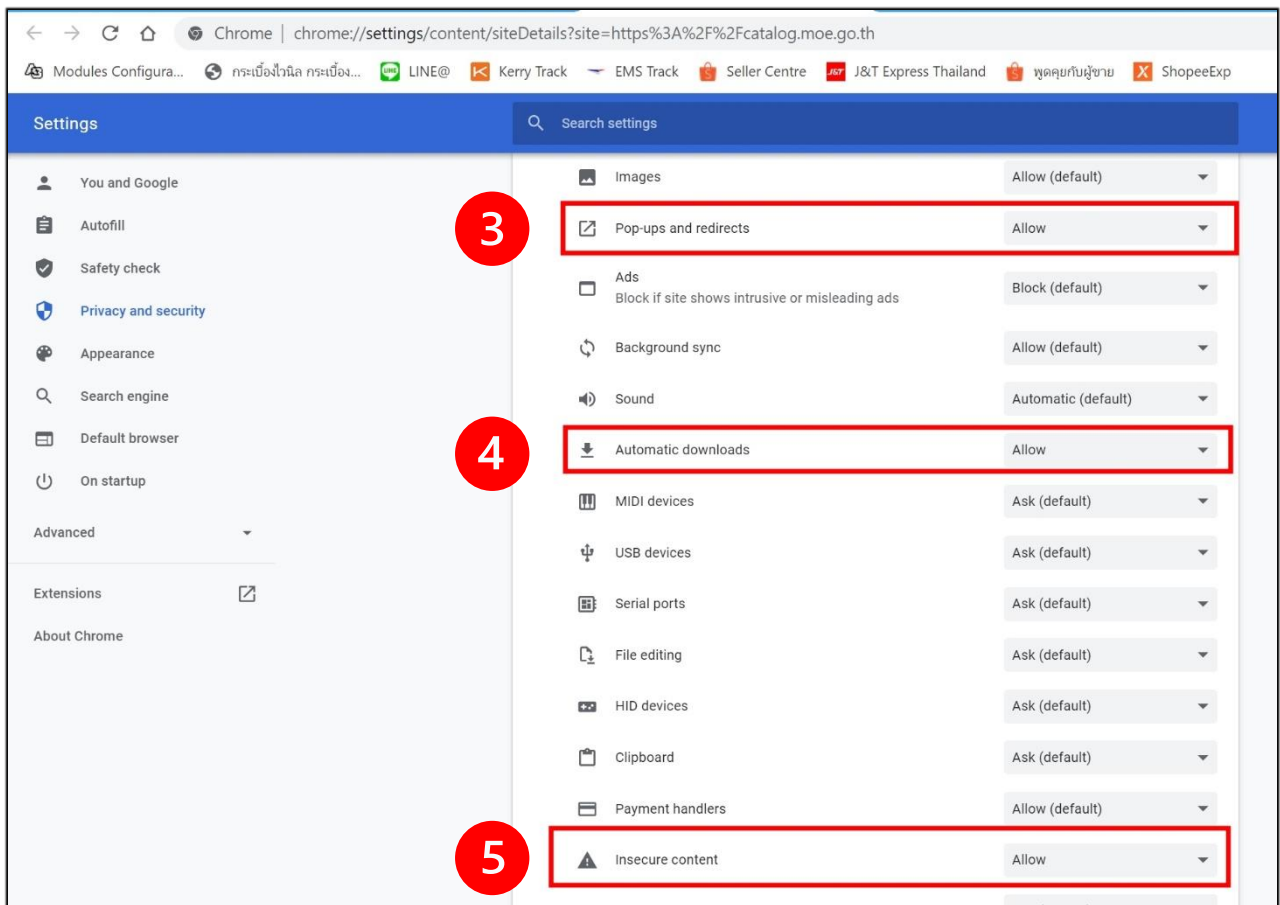 Chrome | chrome://settings/content/siteDetails?site=https%3A%2F%2Fcatalog.moe.go.th
Modules Configura... กระเบื้องไวนิล กระเบื้อง... LINE@ Kerry Track EMS Track Seller Centre J&T Express Thailand พูดคุยกับผู้ขาย ShopeeExp
Settings
Search settings
You and Google
Autofill
Safety check
Privacy and security
Appearance
Search engine
Default browser
On startup
Advanced
Extensions
About Chrome
Images Allow (default)
3 Pop-ups and redirects Allow
Ads
Block if site shows intrusive or misleading ads Block (default)
Background sync Allow (default)
Sound Automatic (default)
4 Automatic downloads Allow
MIDI devices Ask (default)
USB devices Ask (default)
Serial ports Ask (default)
File editing Ask (default)
HID devices Ask (default)
Clipboard Ask (default)
Payment handlers Allow (default)
5 Insecure content Allow